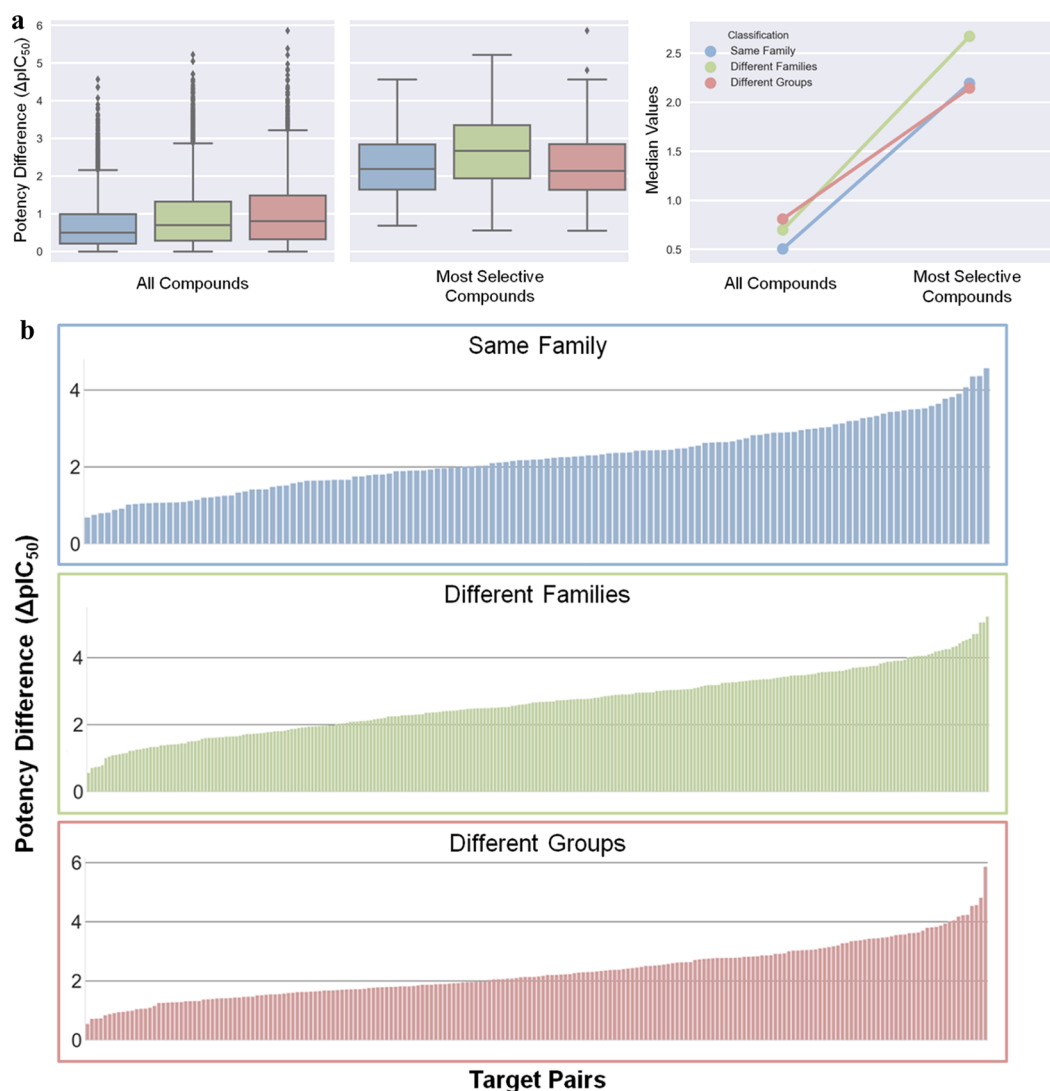 a
Potency Difference (ΔpIC50)
6
5
4
3
2
1
0
All Compounds
Most Selective
Compounds
Median Values
2.5
2.0
1.5
1.0
0.5
Classification
Same Family
Different Families
Different Groups
All Compounds
Most Selective
Compounds
b
Potency Difference (ΔpIC50)
Same Family
4
2
0
Different Families
4
2
0
Different Groups
6
4
2
0
Target Pairs